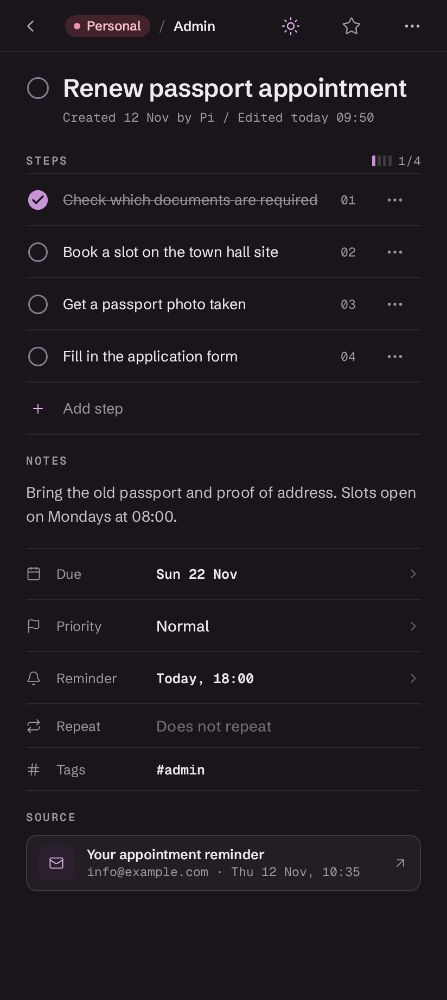 Personal / Admin
Renew passport appointment
Created 12 Nov by Pi / Edited today 09:50
STEPS 1/4
Check which documents are required 01
Book a slot on the town hall site 02
Get a passport photo taken 03
Fill in the application form 04
+ Add step
NOTES
Bring the old passport and proof of address. Slots open
on Mondays at 08:00.
Due Sun 22 Nov
Priority Normal
Reminder Today, 18:00
Repeat Does not repeat
Tags #admin
SOURCE
Your appointment reminder
info@example.com · Thu 12 Nov, 10:35